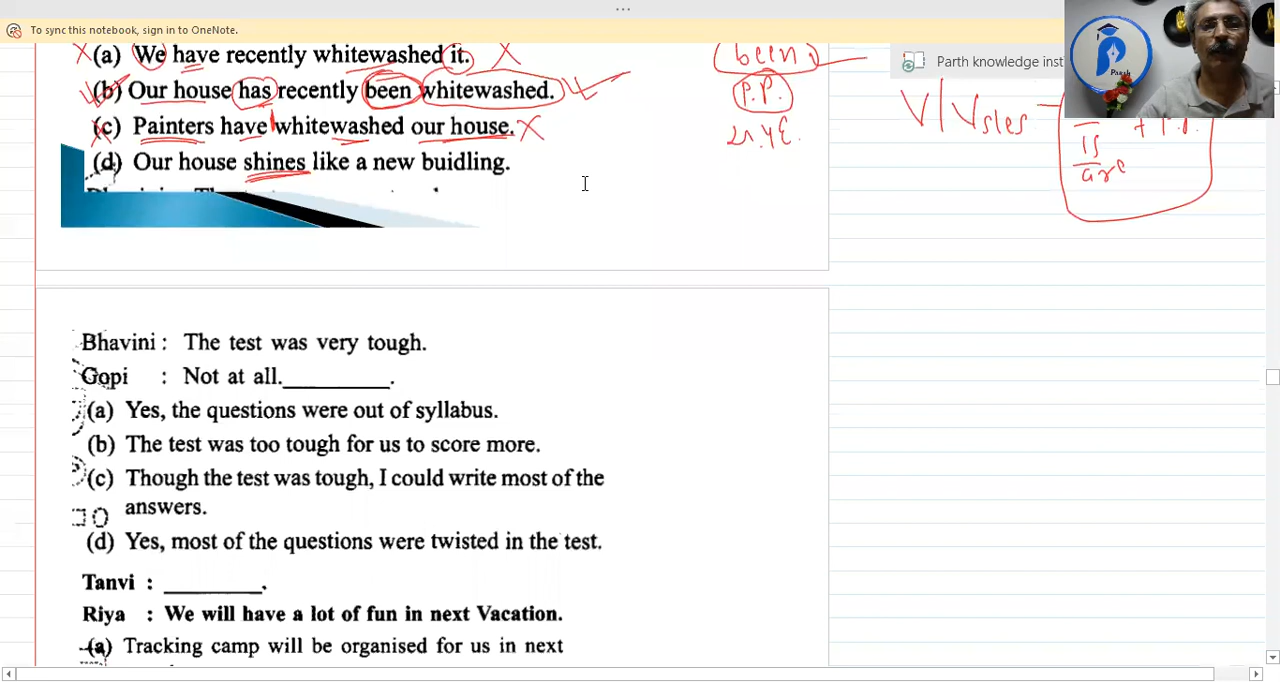 To sync this notebook, sign in to OneNote.
Parth knowledge inst
(a) We have recently whitewashed it.
(b) Our house has recently been whitewashed.
(c) Painters have whitewashed our house.
(d) Our house shines like a new buidling.
been
P.P.
V/Vs/es
is
are
+ P.P.
Parth
Bhavini : The test was very tough.
Gopi : Not at all.________.
(a) Yes, the questions were out of syllabus.
(b) The test was too tough for us to score more.
(c) Though the test was tough, I could write most of the
answers.
(d) Yes, most of the questions were twisted in the test.
Tanvi : ________.
Riya : We will have a lot of fun in next Vacation.
(a) Tracking camp will be organised for us in next